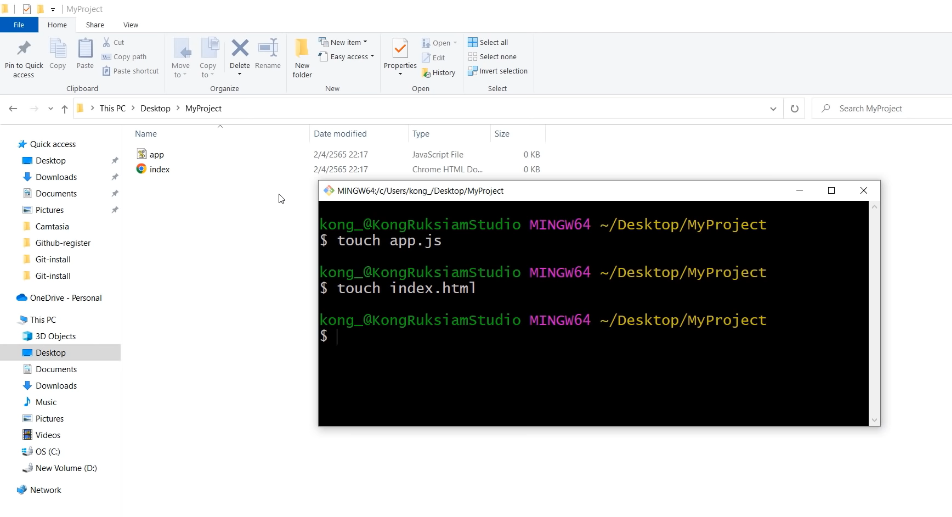 MyProject
File
Home
Share
View
Pin to Quick access
Copy
Paste
Cut
Copy path
Paste shortcut
Clipboard
Move to
Copy to
Delete
Rename
Organize
New folder
New item
Easy access
New
Properties
Open
Edit
History
Open
Select all
Select none
Invert selection
Select
This PC > Desktop > MyProject
Search MyProject
Name
Date modified
Type
Size
app 2/4/2565 22:17 JavaScript File 0 KB
index 2/4/2565 22:17 Chrome HTML Do... 0 KB
Quick access
Desktop
Downloads
Documents
Pictures
Camtasia
Github-register
Git-install
Git-install
OneDrive - Personal
This PC
3D Objects
Desktop
Documents
Downloads
Music
Pictures
Videos
OS (C:)
New Volume (D:)
Network
MINGW64:/c/Users/kong_/Desktop/MyProject
kong_@KongRuksiamStudio MINGW64 ~/Desktop/MyProject
$ touch app.js
kong_@KongRuksiamStudio MINGW64 ~/Desktop/MyProject
$ touch index.html
kong_@KongRuksiamStudio MINGW64 ~/Desktop/MyProject
$